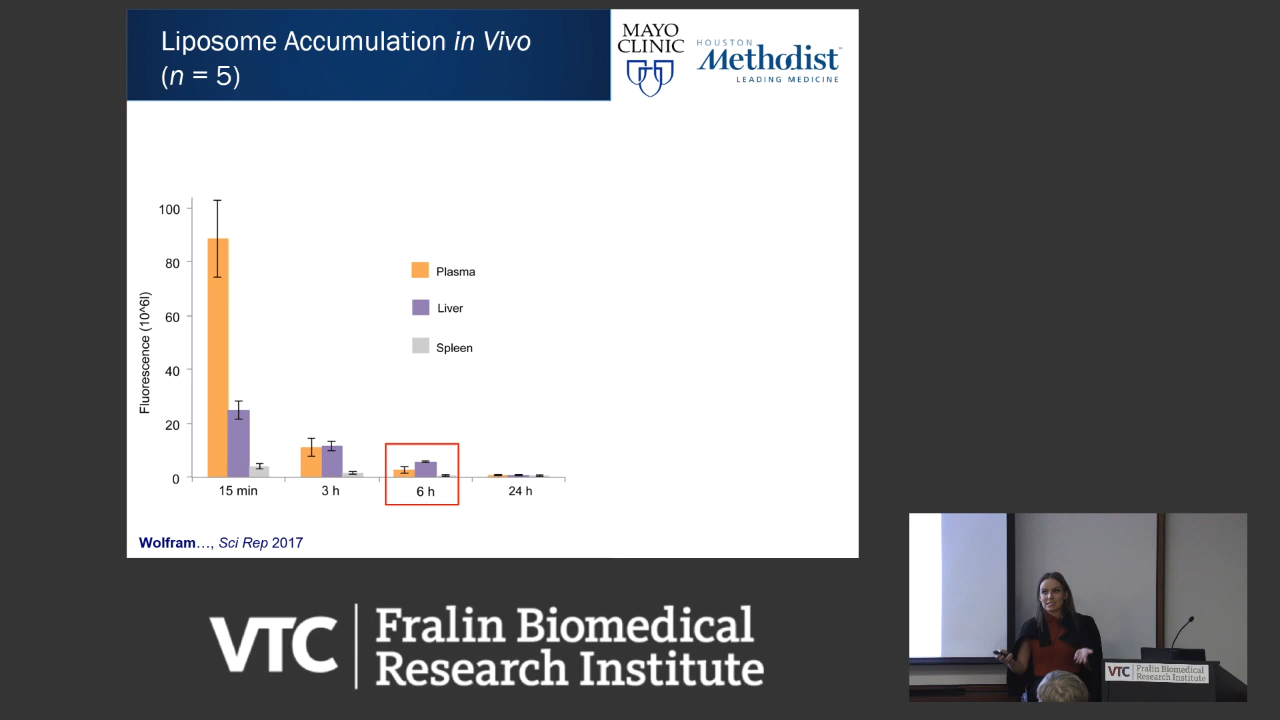 Liposome Accumulation in Vivo
(n = 5)
MAYO
CLINIC
HOUSTON
Methodist
LEADING MEDICINE
Fluorescence (10^6I)
100
80
60
40
20
0
Plasma
Liver
Spleen
15 min
3 h
6 h
24 h
Wolfram…, Sci Rep 2017
VTC
Fralin Biomedical
Research Institute
VTC
Fralin Biomedical
Research Institute